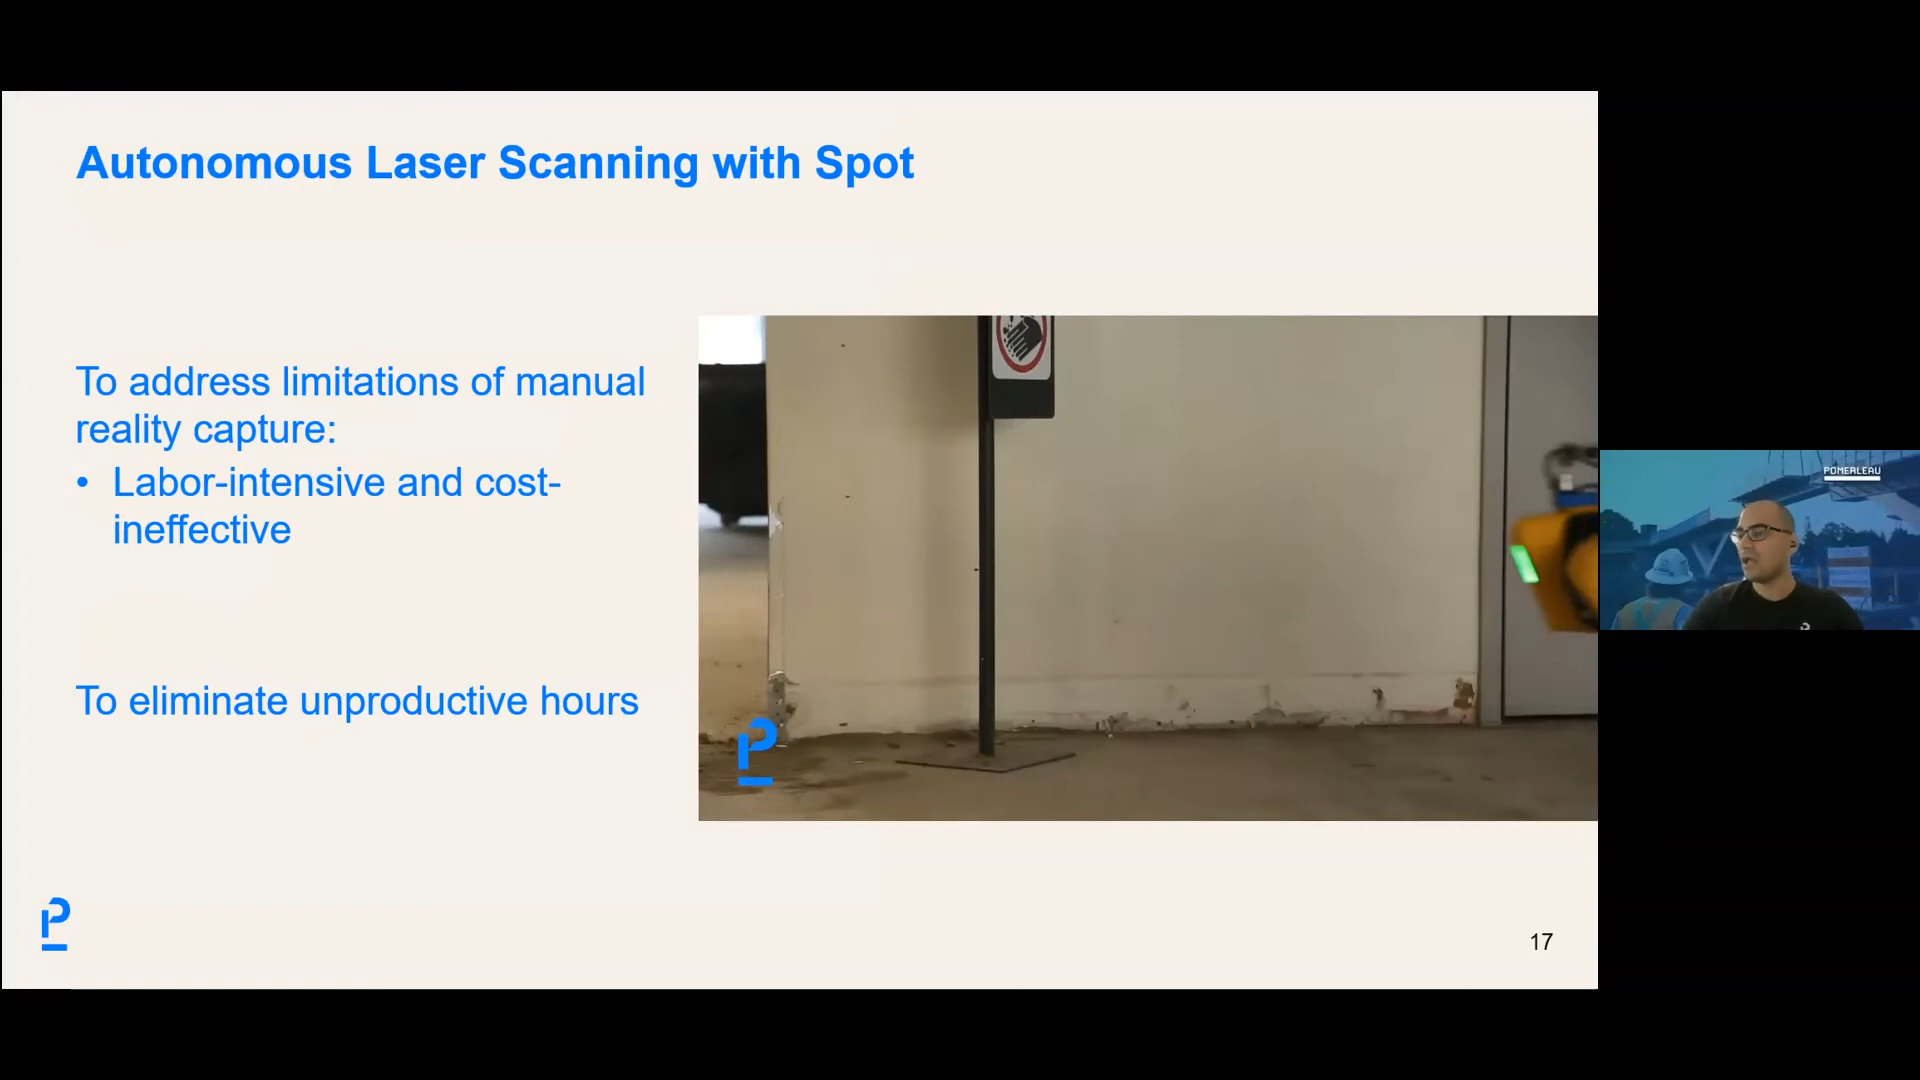 Autonomous Laser Scanning with Spot
To address limitations of manual
reality capture:
• Labor-intensive and cost-
ineffective
To eliminate unproductive hours
17
POMERLEAU